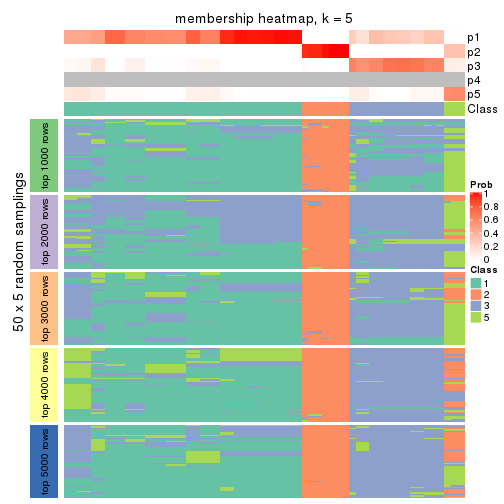 membership heatmap, k = 5
p1
p2
p3
p4
p5
Class
50 x 5 random samplings
top 1000 rows
top 2000 rows
top 3000 rows
top 4000 rows
top 5000 rows
Prob
1
0.8
0.6
0.4
0.2
0
Class
1
2
3
5